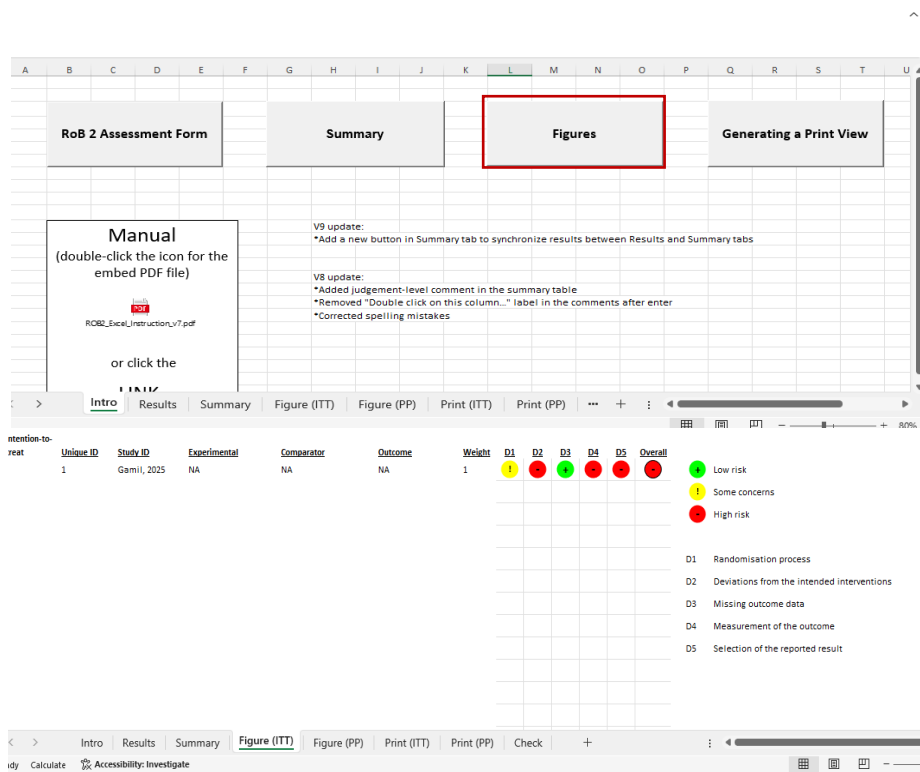 A B C D E F G H I J K L M N O P Q R S T U
RoB 2 Assessment Form Summary Figures Generating a Print View
Manual
(double-click the icon for the
embed PDF file)
PDF
ROB2_Excel_Instruction_v7.pdf
or click the
V9 update:
*Add a new button in Summary tab to synchronize results between Results and Summary tabs
V8 update:
*Added judgement-level comment in the summary table
*Removed "Double click on this column..." label in the comments after enter
*Corrected spelling mistakes
Intro Results Summary Figure (ITT) Figure (PP) Print (ITT) Print (PP) ... +
80%
ntention-to-
reat Unique ID Study ID Experimental Comparator Outcome Weight D1 D2 D3 D4 D5 Overall
1 Gamil, 2025 NA NA NA 1 ! - + - - -
+ Low risk
! Some concerns
- High risk
D1 Randomisation process
D2 Deviations from the intended interventions
D3 Missing outcome data
D4 Measurement of the outcome
D5 Selection of the reported result
Intro Results Summary Figure (ITT) Figure (PP) Print (ITT) Print (PP) Check +
dy Calculate Accessibility: Investigate